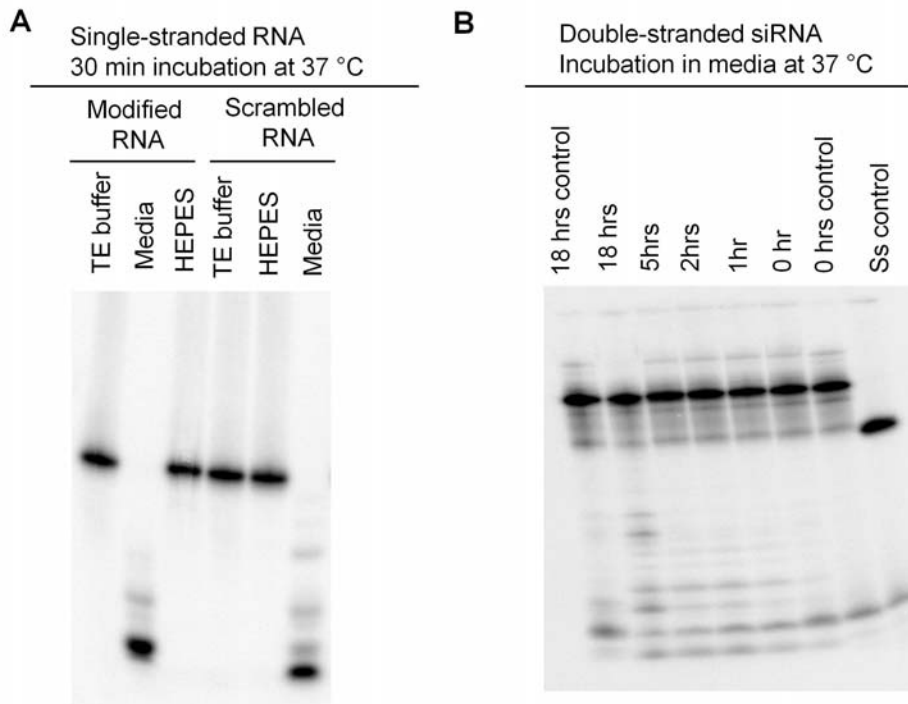 A
Single-stranded RNA
30 min incubation at 37 °C
Modified
RNA
Scrambled
RNA
TE buffer
Media
HEPES
TE buffer
HEPES
Media
B
Double-stranded siRNA
Incubation in media at 37 °C
18 hrs control
18 hrs
5hrs
2hrs
1hr
0 hr
0 hrs control
Ss control